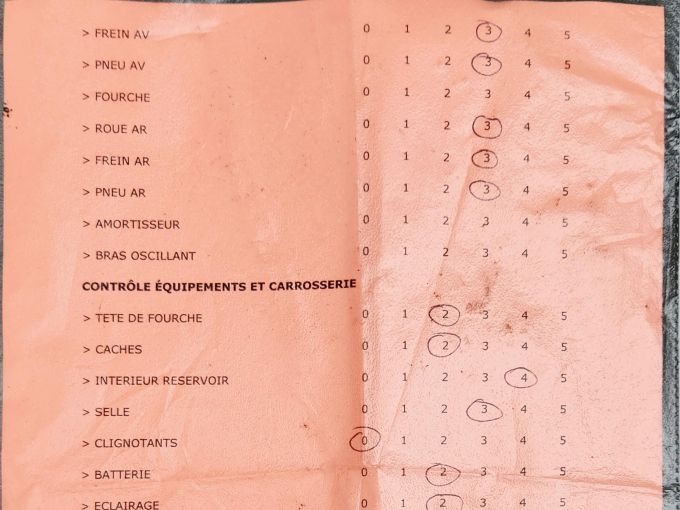 > FREIN AV 0 1 2 3 4 5
> PNEU AV 0 1 2 3 4 5
> FOURCHE 0 1 2 3 4 5
> ROUE AR 0 1 2 3 4 5
> FREIN AR 0 1 2 3 4 5
> PNEU AR 0 1 2 3 4 5
> AMORTISSEUR 0 1 2 3 4 5
> BRAS OSCILLANT 0 1 2 3 4 5
CONTRÔLE ÉQUIPEMENTS ET CARROSSERIE
> TETE DE FOURCHE 0 1 2 3 4 5
> CACHES 0 1 2 3 4 5
> INTERIEUR RESERVOIR 0 1 2 3 4 5
> SELLE 0 1 2 3 4 5
> CLIGNOTANTS 0 1 2 3 4 5
> BATTERIE 0 1 2 3 4 5
> ECLAIRAGE 0 1 2 3 4 5